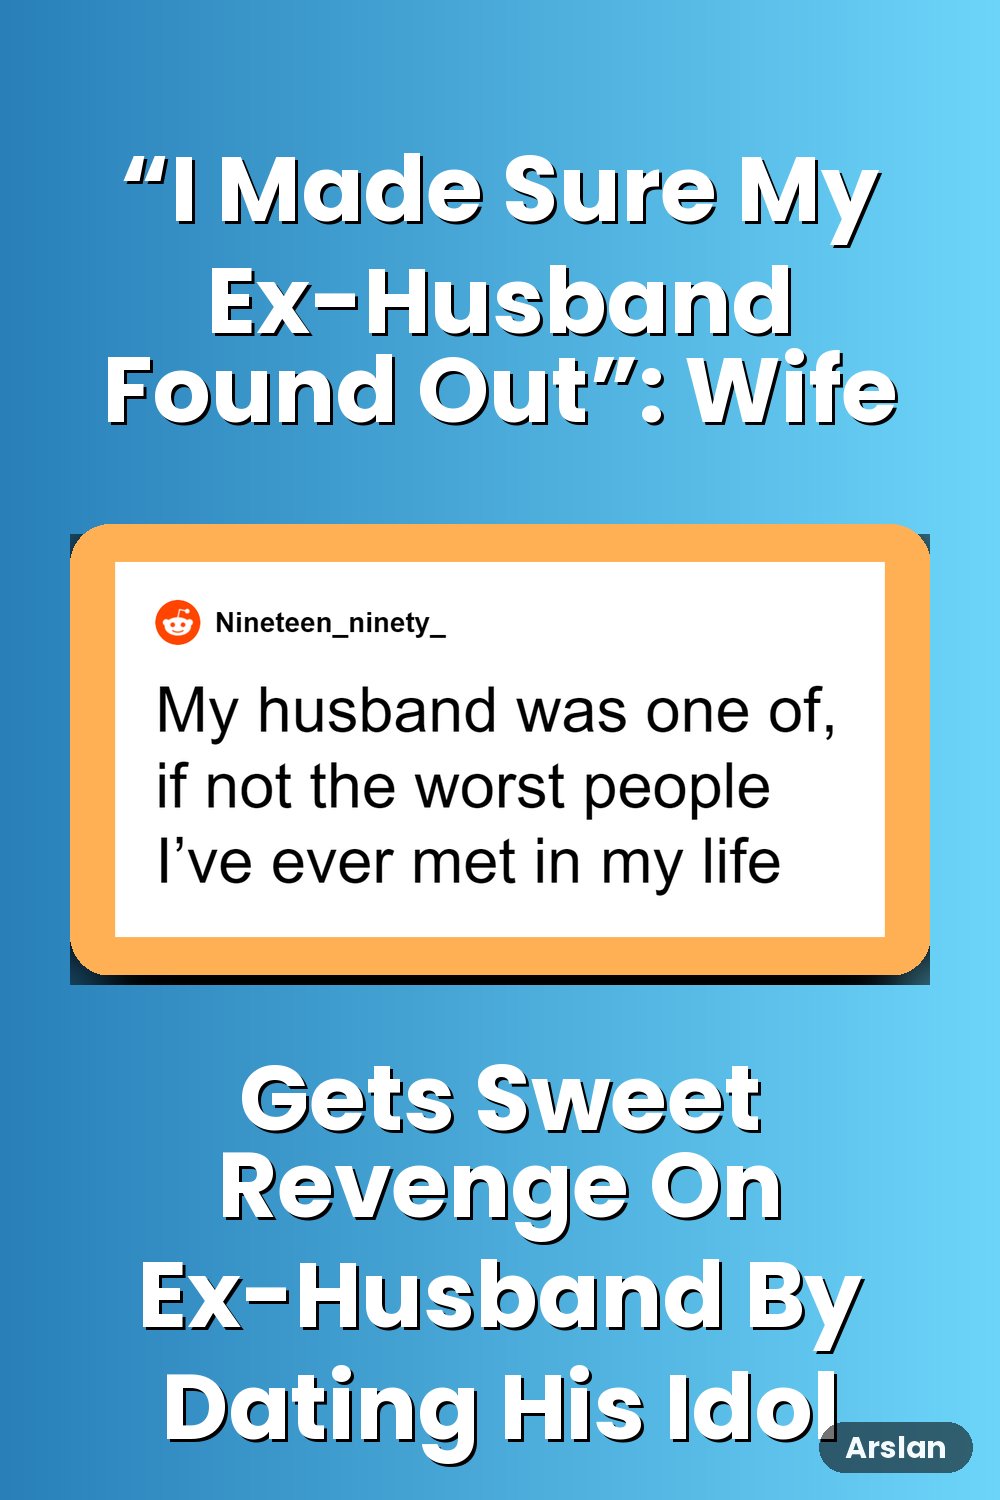 “I Made Sure My
Ex-Husband
Found Out”: Wife
Nineteen_ninety_
My husband was one of,
if not the worst people
I’ve ever met in my life
Gets Sweet
Revenge On
Ex-Husband By
Dating His Idol
Arslan